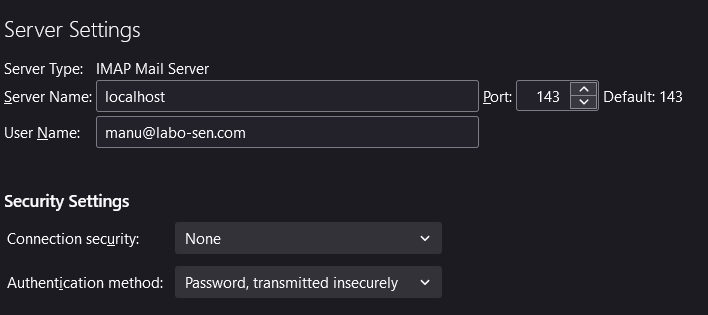 Server Settings
Server Type: IMAP Mail Server
Server Name: localhost Port: 143 Default: 143
User Name: manu@labo-sen.com
Security Settings
Connection security: None
Authentication method: Password, transmitted insecurely